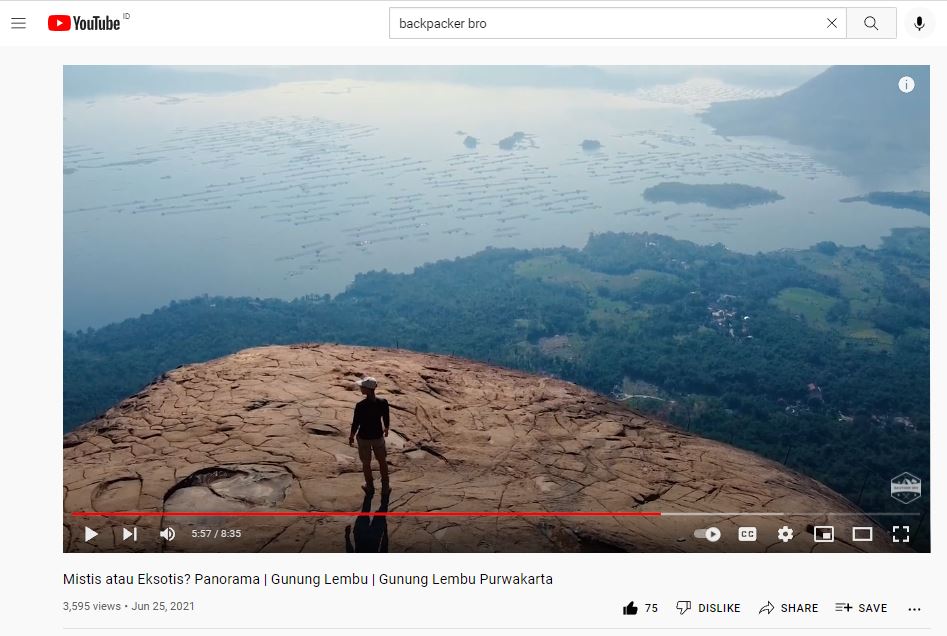 YouTube ID
backpacker bro
i
5:57 / 8:35
CC
Mistis atau Eksotis? Panorama | Gunung Lembu | Gunung Lembu Purwakarta
3,595 views • Jun 25, 2021
75 DISLIKE SHARE SAVE ...